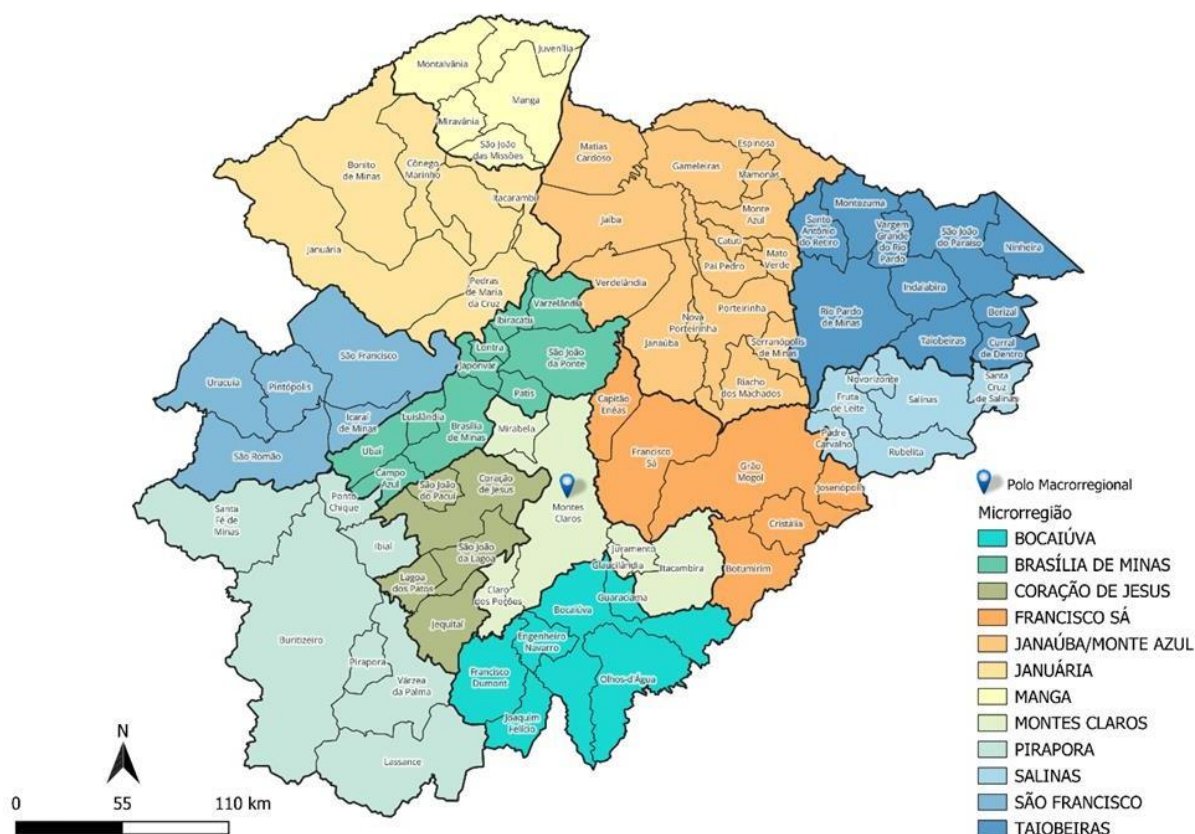 Juvenília
Montalvânia
Manga
Miravânia
São João
das Missões
Matias
Cardoso
Espinosa
Gameleiras
Mamonas
Bonito
de Minas
Cônego
Marinho
Itacarambi
Jaíba
Monte
Azul
Montezuma
Santo
Antônio
do Retiro
Vargem
Grande
do Rio
Pardo
São João
do Paraíso
Ninheira
Januária
Catuti
Mato
Verde
Pai Pedro
Pedras
de Maria
da Cruz
Verdelândia
Varzelândia
Indaiabira
Ibiracatu
Nova
Porteirinha
Porteirinha
Rio Pardo
de Minas
Berizal
Lontra
São João
da Ponte
Janaúba
Serranópolis
de Minas
Taiobeiras
Curral
de Dentro
São Francisco
Japonvar
Urucuia
Pintópolis
Patis
Capitão
Enéas
Riacho
dos Machados
Novorizonte
Fruta
de Leite
Salinas
Santa
Cruz
de Salinas
Icaraí
de Minas
Luislândia
Brasília
de Minas
Mirabela
São Romão
Ubaí
Francisco
Sá
Padre
Carvalho
Rubelita
Campo
Azul
São João
do Pacuí
Coração
de Jesus
Grão
Mogol
Josenópolis
Santa
Fé de
Minas
Ponto
Chique
Montes
Claros
Cristália
Ibiaí
São João
da Lagoa
Juramento
Glaucilândia
Itacambira
Botumirim
Lagoa
dos Patos
Claro
dos Poções
Guaraciama
Bocaiúva
Jequitaí
Buritizeiro
Engenheiro
Navarro
Pirapora
Várzea
da Palma
Francisco
Dumont
Olhos-d'Água
Joaquim
Felício
Lassance
Polo Macrorregional
Microrregião
BOCAIÚVA
BRASÍLIA DE MINAS
CORAÇÃO DE JESUS
FRANCISCO SÁ
JANAÚBA/MONTE AZUL
JANUÁRIA
MANGA
MONTES CLAROS
PIRAPORA
SALINAS
SÃO FRANCISCO
TAIOBEIRAS
N
0 55 110 km